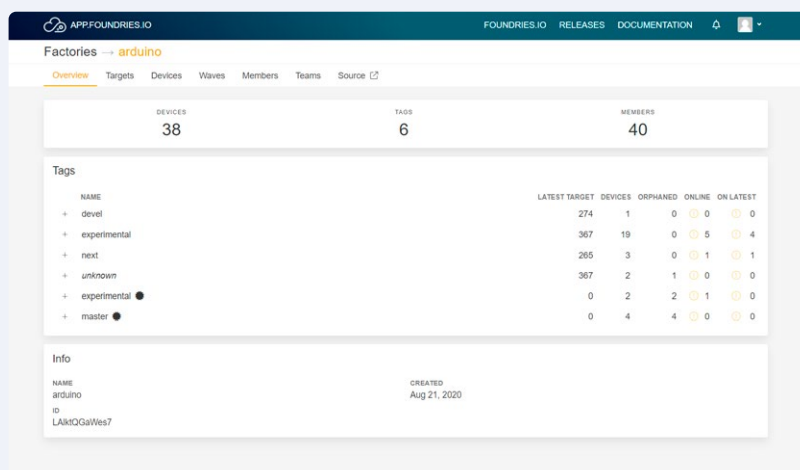 APP.FOUNDRIES.IO FOUNDRIES.IO RELEASES DOCUMENTATION
Factories → arduino
Overview Targets Devices Waves Members Teams Source
DEVICES TAGS MEMBERS
38 6 40
Tags
NAME LATEST TARGET DEVICES ORPHANED ONLINE ON LATEST
+ devel 274 1 0 0 0
+ experimental 367 19 0 5 4
+ next 265 3 0 1 1
+ unknown 367 2 1 0 0
+ experimental 0 2 2 1 0
+ master 0 4 4 0 0
Info
NAME CREATED
arduino Aug 21, 2020
ID
LAlktQGaWes7